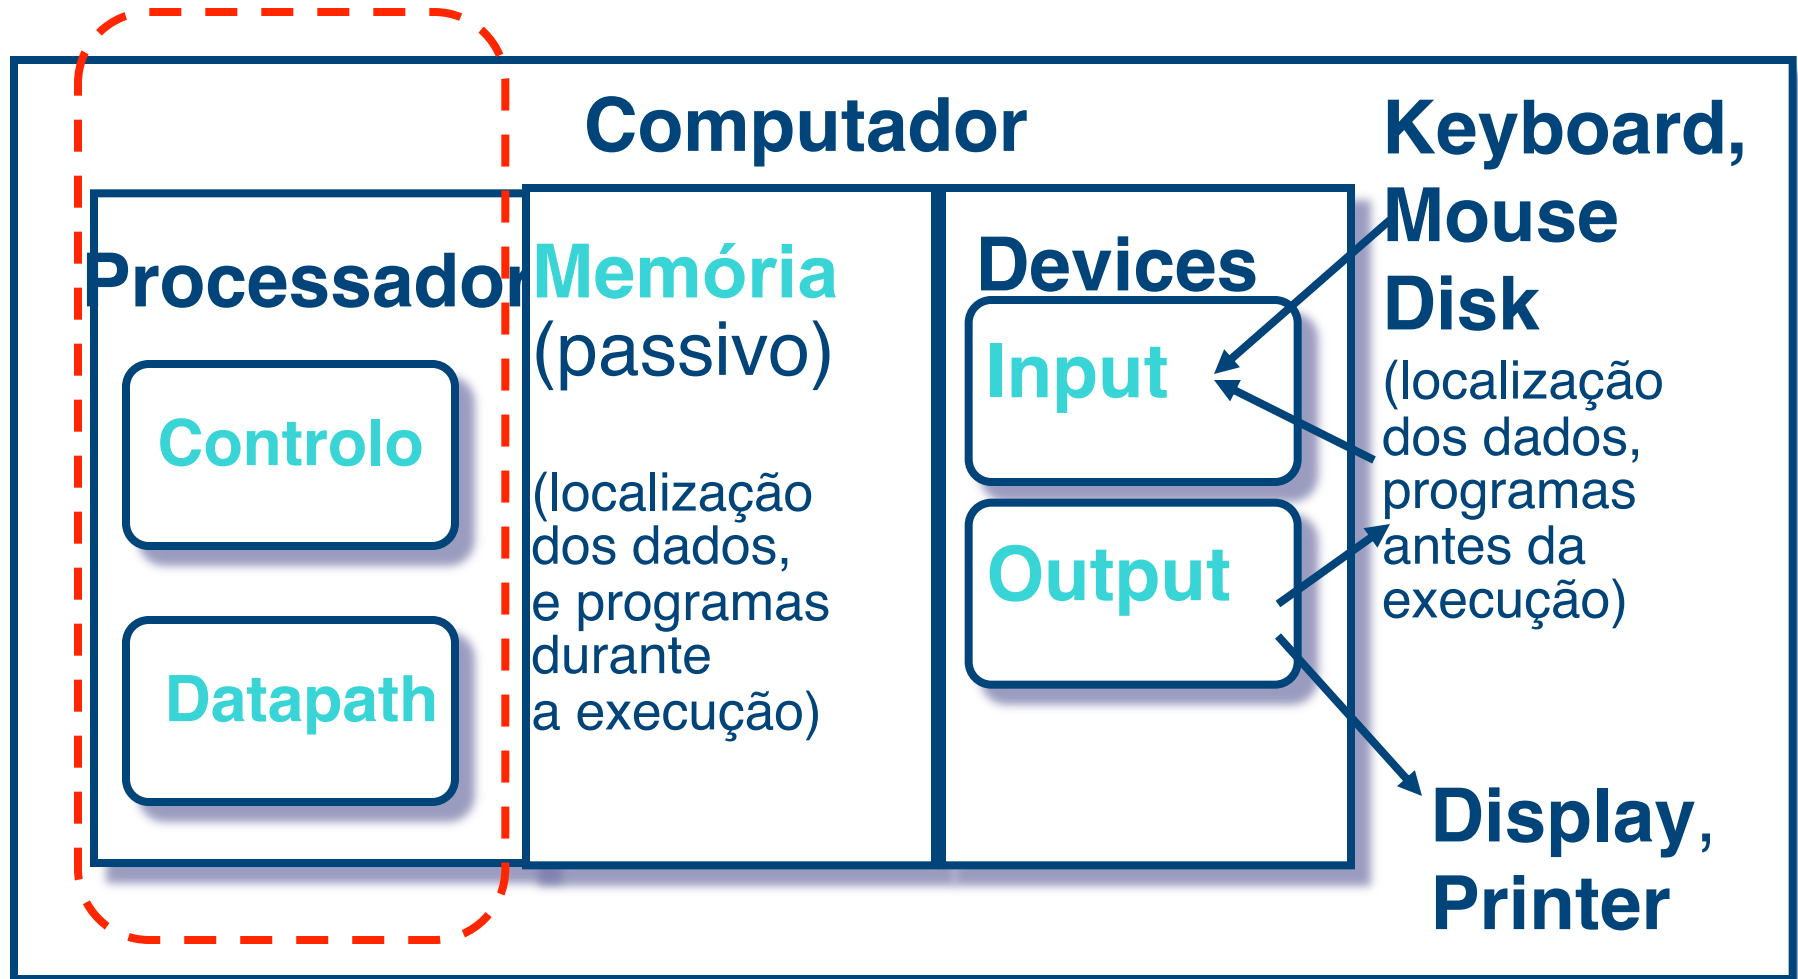 Computador
Processador
Controlo
Datapath
Memória
(passivo)
(localização
dos dados,
e programas
durante
a execução)
Devices
Input
Output
Keyboard,
Mouse
Disk
(localização
dos dados,
programas
antes da
execução)
Display,
Printer